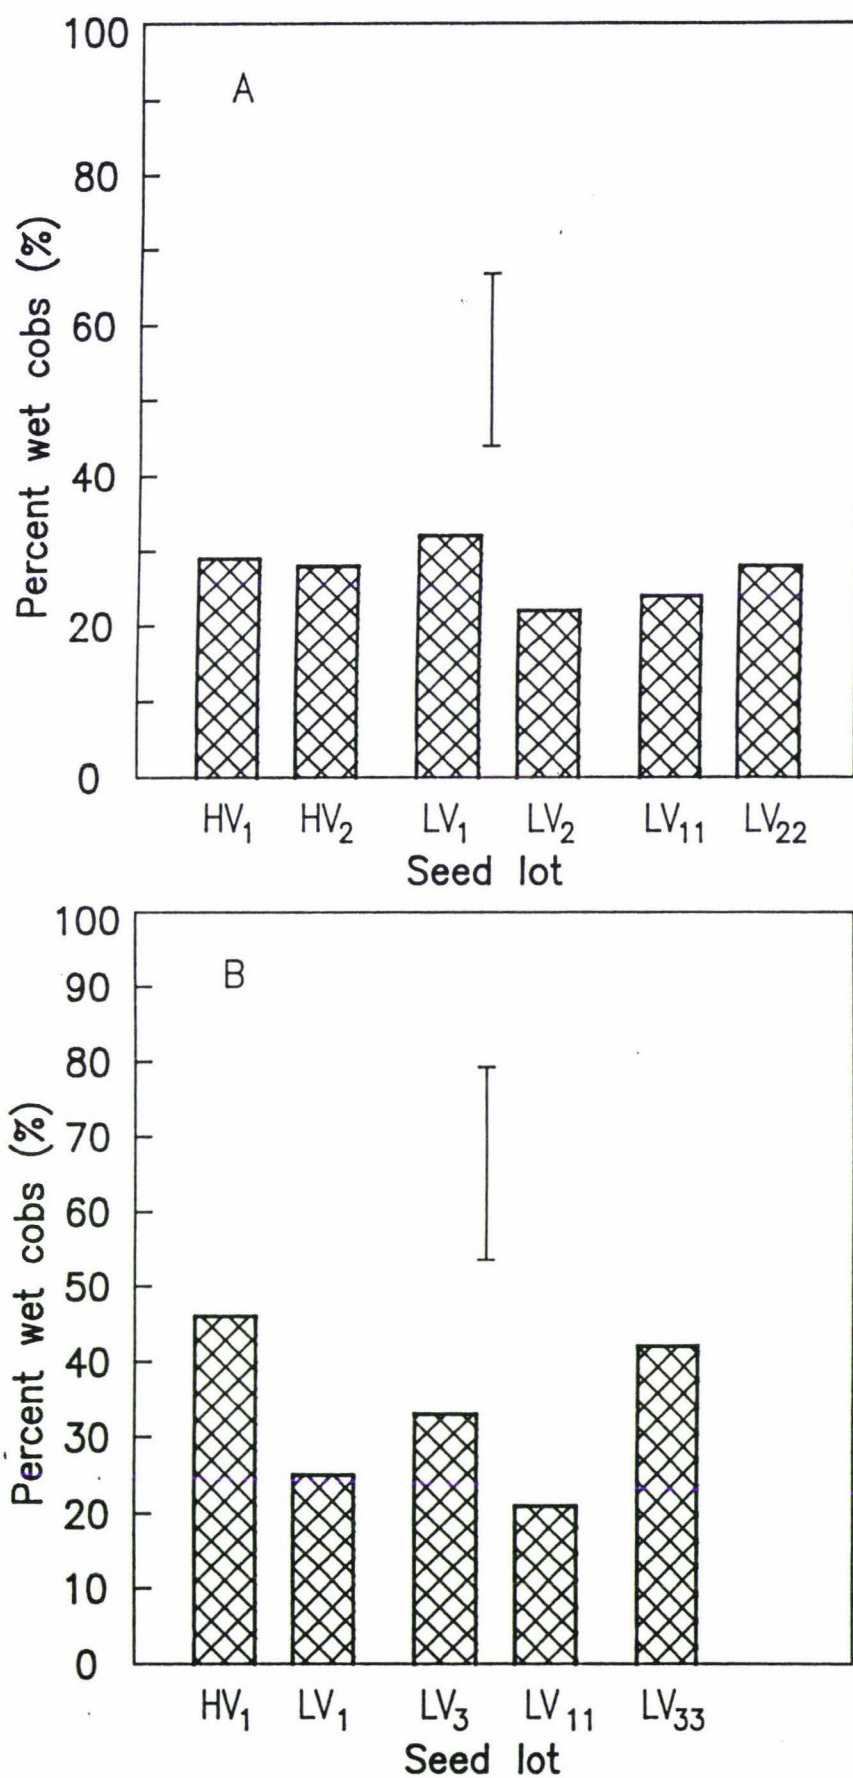 100
A
80
60
40
20
0
Percent wet cobs (%)
HV₁ HV₂ LV₁ LV₂ LV₁₁ LV₂₂
Seed lot
100
B
90
80
70
60
50
40
30
20
10
0
Percent wet cobs (%)
HV₁ LV₁ LV₃ LV₁₁ LV₃₃
Seed lot